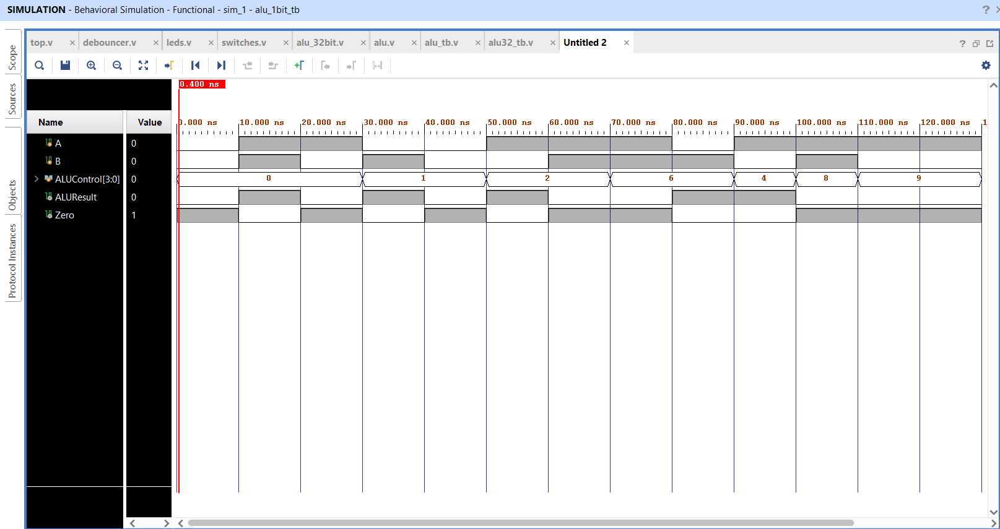 SIMULATION - Behavioral Simulation - Functional - sim_1 - alu_1bit_tb
?
Scope
Sources
Objects
Protocol Instances
top.v × debouncer.v × leds.v × switches.v × alu_32bit.v × alu.v × alu_tb.v × alu32_tb.v × Untitled 2 ×
?
0.400 ns
Name Value
0.000 ns 10.000 ns 20.000 ns 30.000 ns 40.000 ns 50.000 ns 60.000 ns 70.000 ns 80.000 ns 90.000 ns 100.000 ns 110.000 ns 120.000 ns 1
A 0
B 0
ALUControl[3:0] 0 0 1 2 6 4 8 9
ALUResult 0
Zero 1